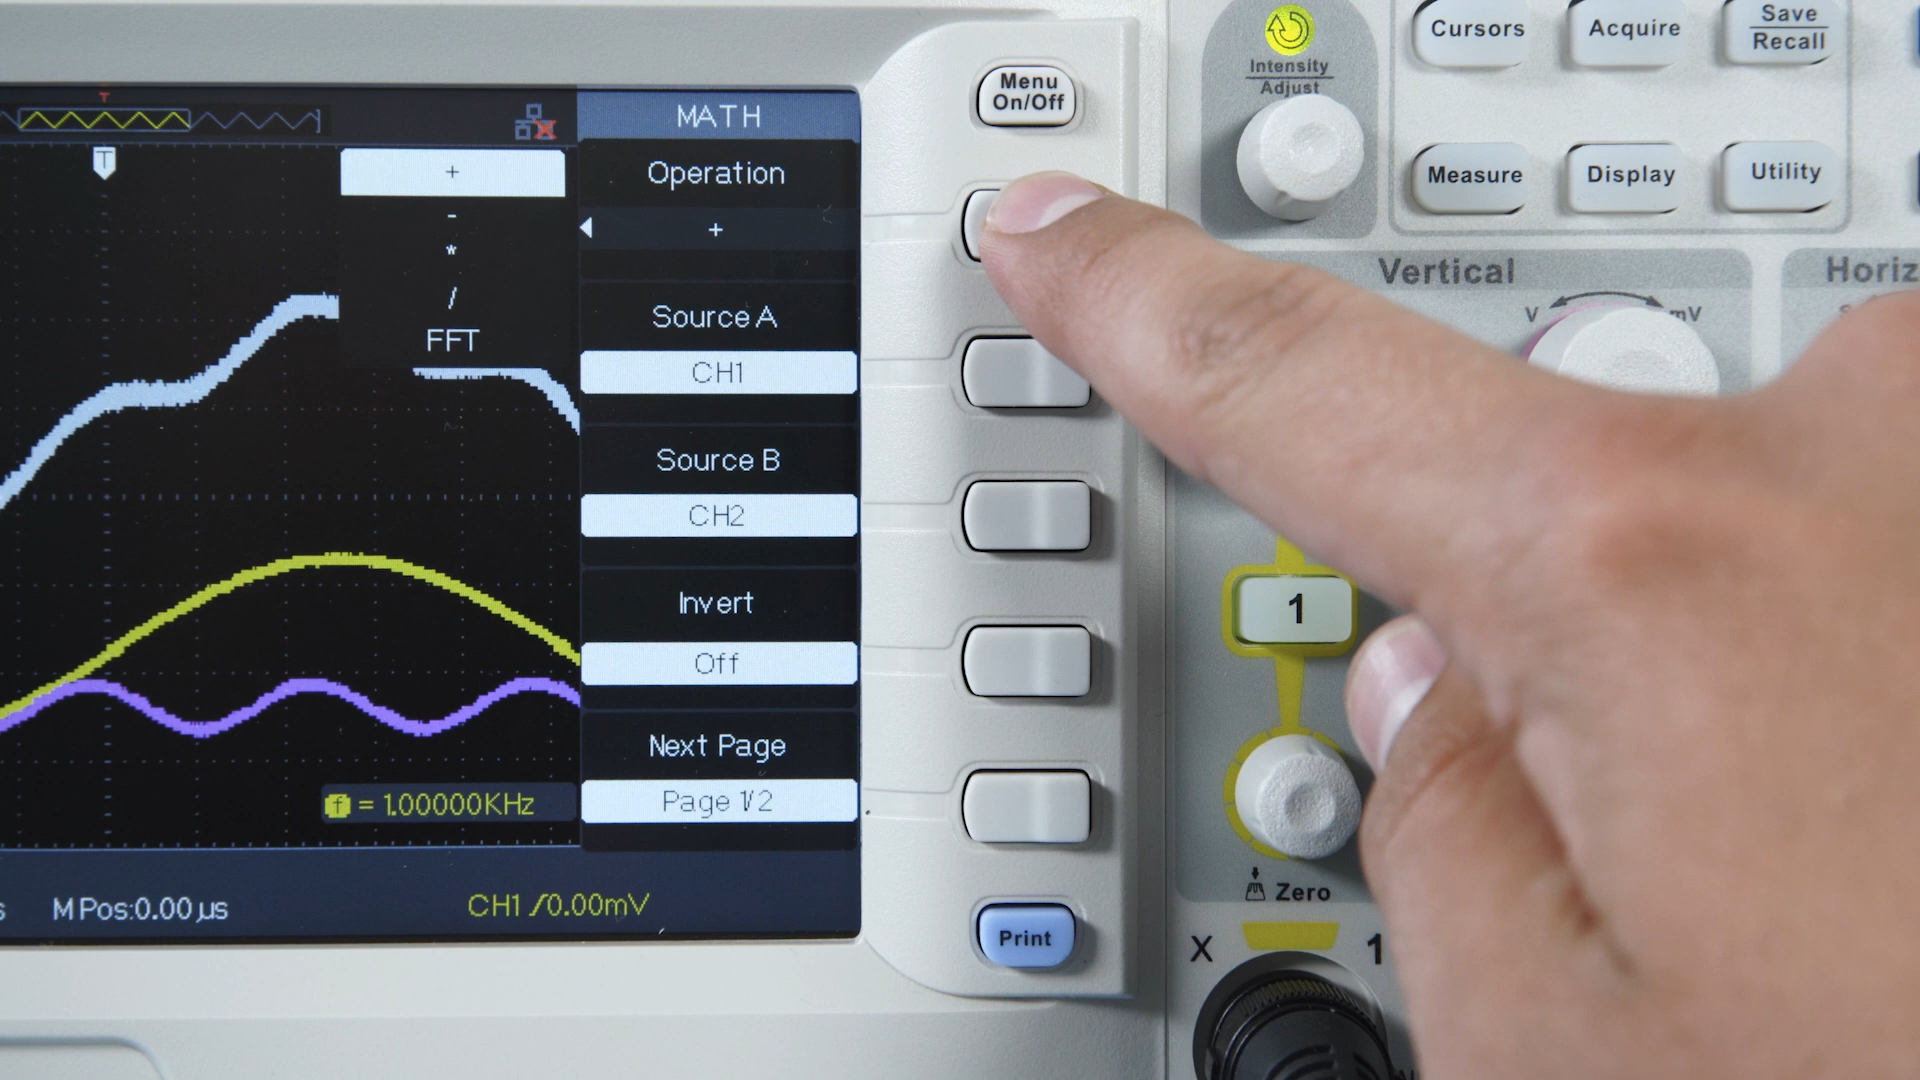 T
T
+
-
*
/
FFT
f = 1.00000KHz
M Pos:0.00µs
CH1 /0.00mV
MATH
Operation
+
Source A
CH1
Source B
CH2
Invert
Off
Next Page
Page 1/2
Menu
On/Off
Print
Intensity
Adjust
Cursors
Acquire
Save
Recall
Measure
Display
Utility
Vertical
V
mV
1
Zero
X
1
Horiz